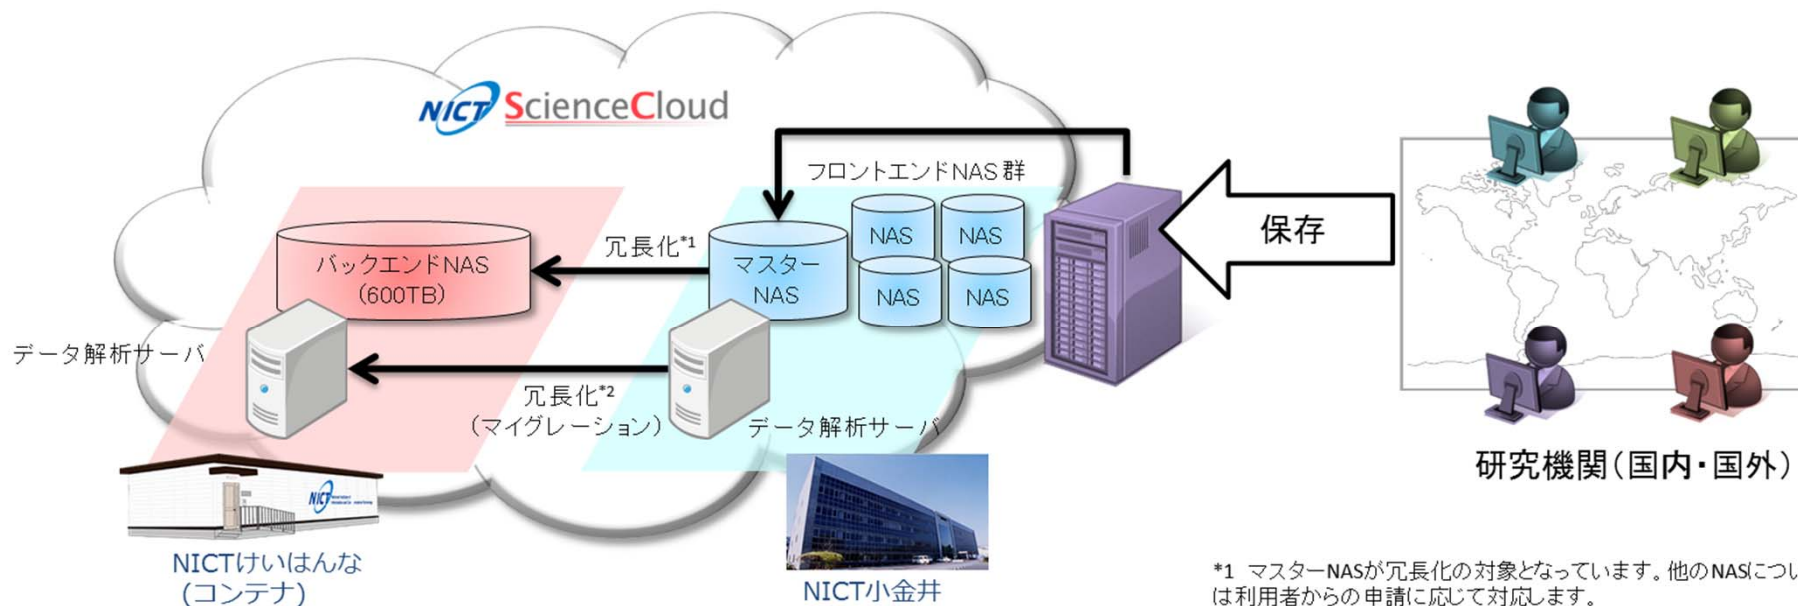 NICT ScienceCloud
フロントエンドNAS群
保存
バックエンドNAS
(600TB)
冗長化*1
マスター
NAS
NAS
NAS
NAS
NAS
データ解析サーバ
冗長化*2
(マイグレーション)
データ解析サーバ
研究機関(国内・国外)
NICT
NICTけいはんな
(コンテナ)
NICT小金井
*1 マスターNASが冗長化の対象となっています。他のNASについ
は利用者からの申請に応じて対応します。